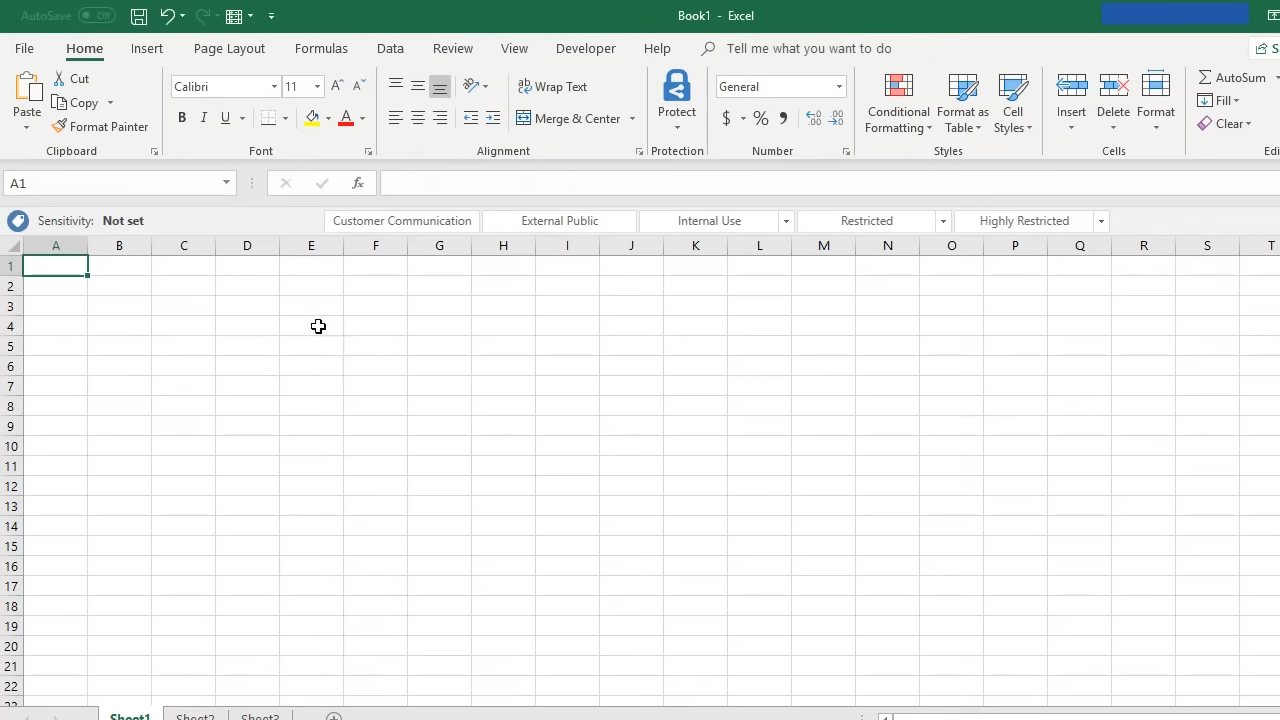 AutoSave Off Book1 - Excel
File Home Insert Page Layout Formulas Data Review View Developer Help Tell me what you want to do S
Cut
Copy
Format Painter
Paste
Clipboard
Calibri 11
A A
B I U A
Font
ab Wrap Text
Merge & Center
Alignment
Protect
Protection
General
$ % ,
Number
Conditional Formatting
Format as Table
Cell Styles
Styles
Insert Delete Format
Cells
AutoSum
Fill
Clear
Edi
A1 fx
Sensitivity: Not set Customer Communication External Public Internal Use Restricted Highly Restricted
A B C D E F G H I J K L M N O P Q R S T
1
2
3
4
5
6
7
8
9
10
11
12
13
14
15
16
17
18
19
20
21
22
23
Sheet1 Sheet2 Sheet3